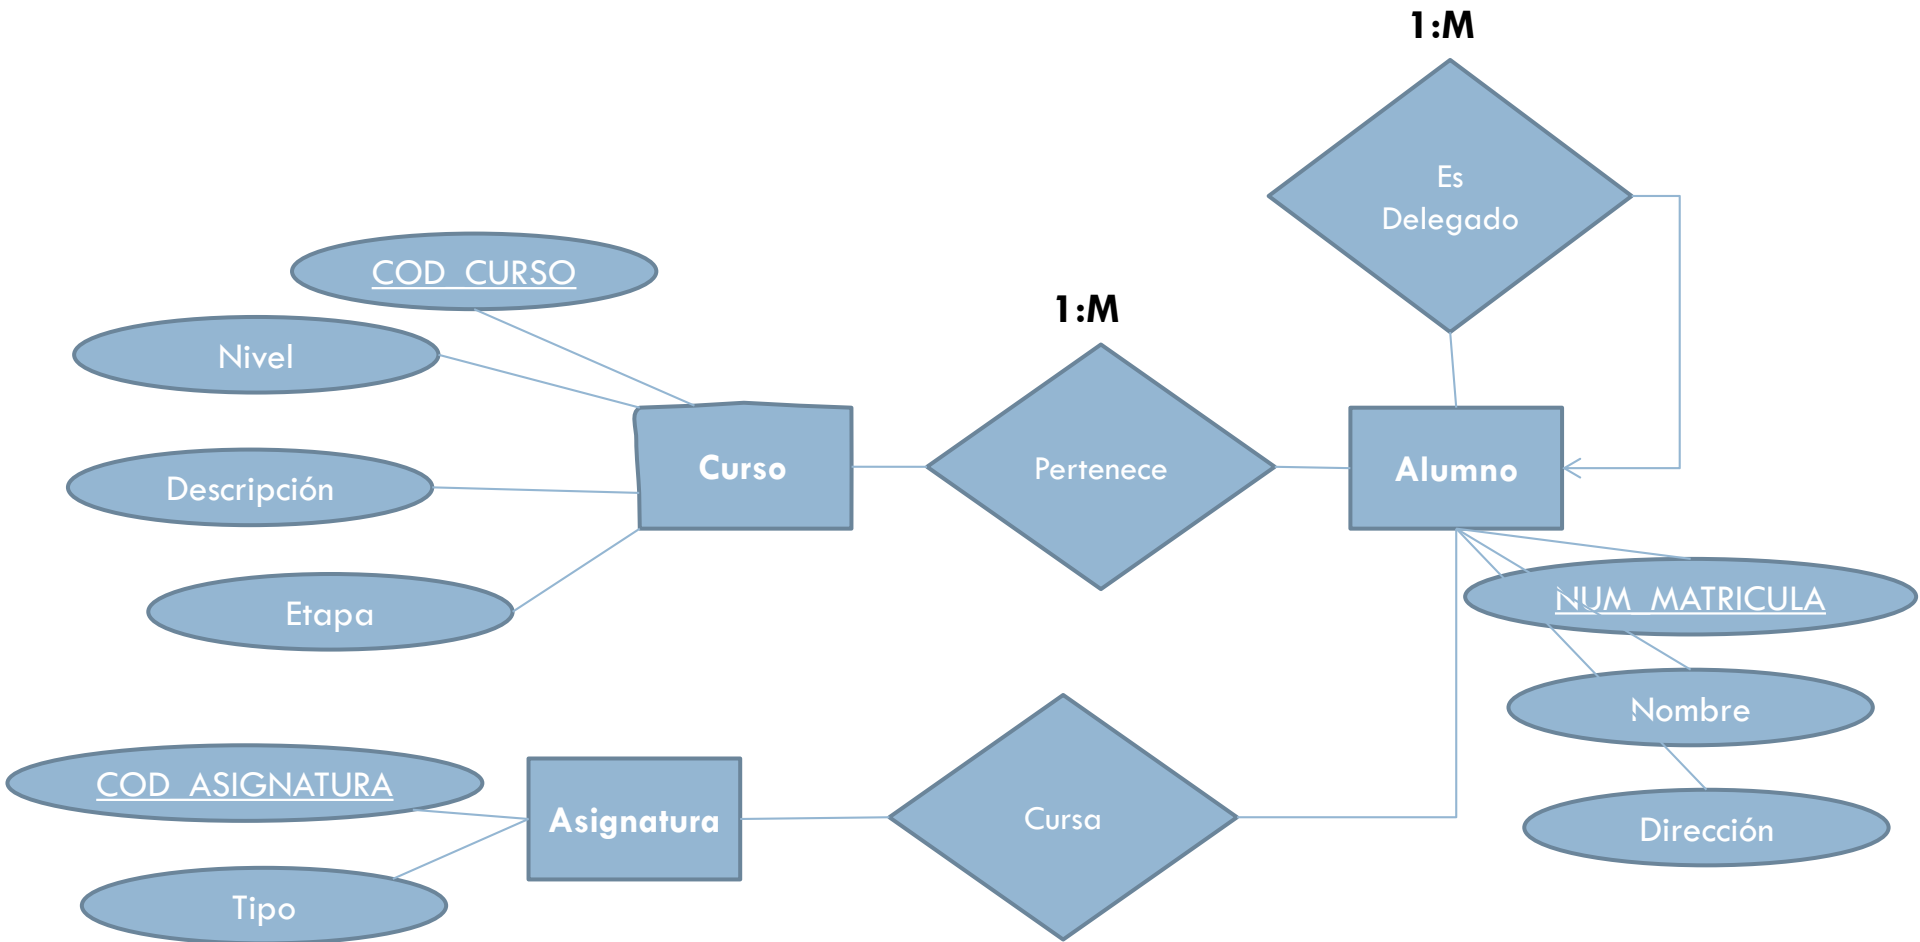 1:M
Es
Delegado
COD_CURSO
1:M
Nivel
Curso
Pertenece
Alumno
Descripción
Etapa
NUM_MATRICULA
Nombre
COD_ASIGNATURA
Asignatura
Cursa
Dirección
Tipo